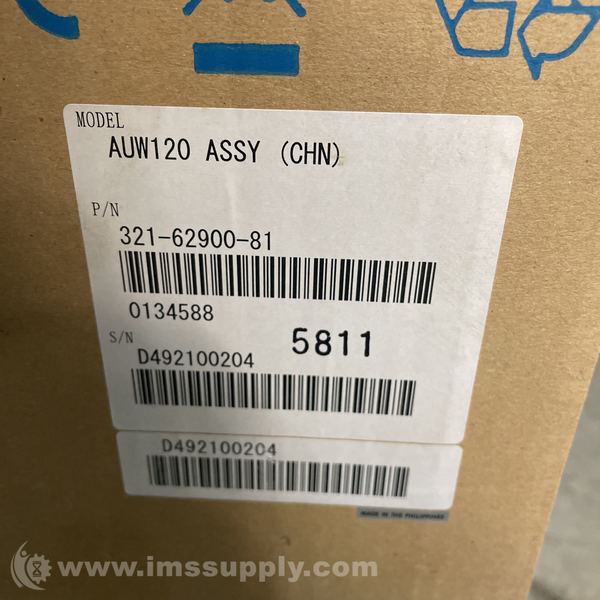 MODEL
AUW120 ASSY (CHN)
P/N
321-62900-81
0134588
5811
S/N
D492100204
D492100204
MADE IN THE PHILIPPINES
www.imssupply.com